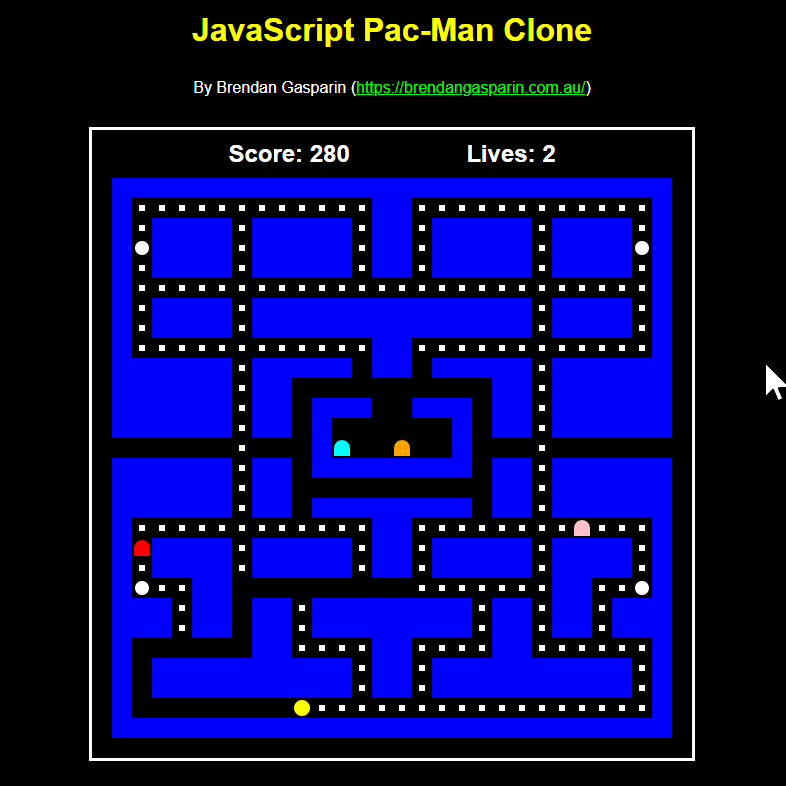 JavaScript Pac-Man Clone
By Brendan Gasparin (https://brendangasparin.com.au/)
Score: 280 Lives: 2